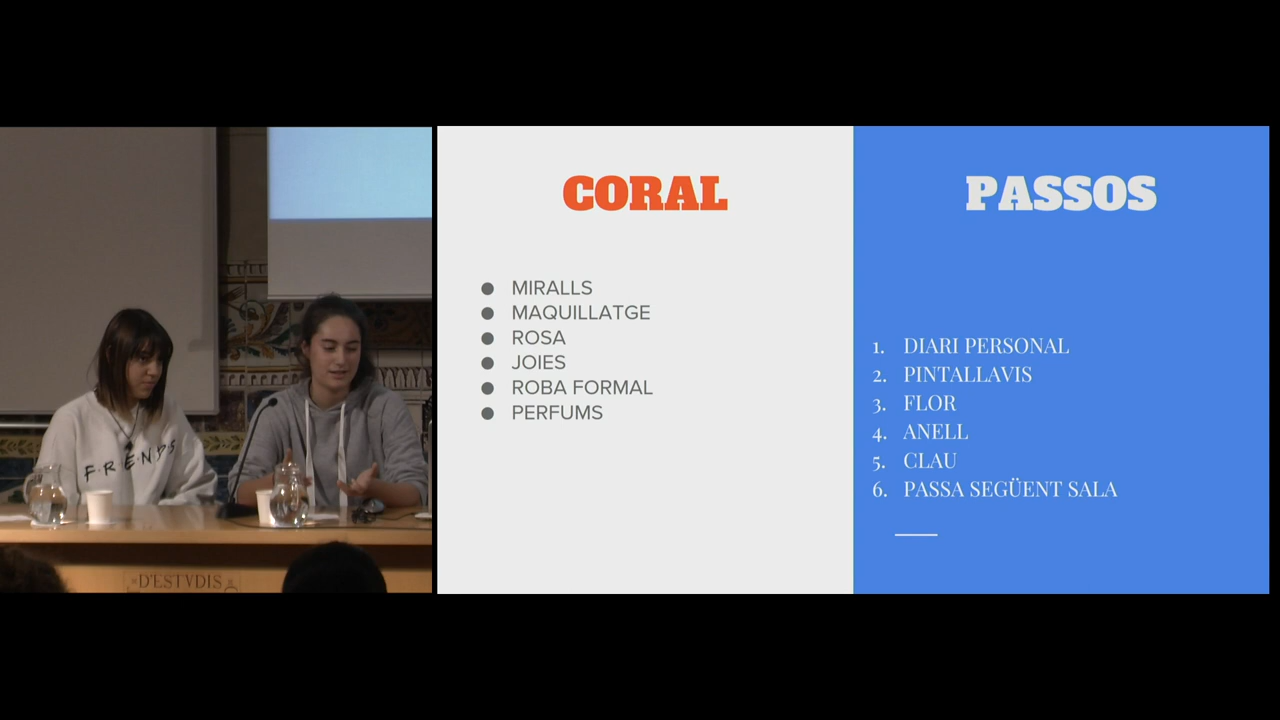 F·R·I·E·N·D·S
D'ESTVDIS
CORAL
● MIRALLS
● MAQUILLATGE
● ROSA
● JOIES
● ROBA FORMAL
● PERFUMS
PASSOS
1. DIARI PERSONAL
2. PINTALLAVIS
3. FLOR
4. ANELL
5. CLAU
6. PASSA SEGÜENT SALA